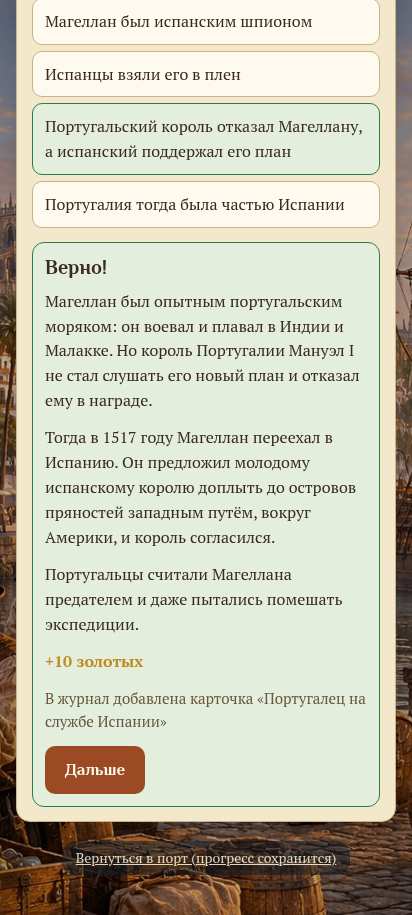 Магеллан был испанским шпионом
Испанцы взяли его в плен
Португальский король отказал Магеллану,
а испанский поддержал его план
Португалия тогда была частью Испании
Верно!
Магеллан был опытным португальским
моряком: он воевал и плавал в Индии и
Малакке. Но король Португалии Мануэл I
не стал слушать его новый план и отказал
ему в награде.
Тогда в 1517 году Магеллан переехал в
Испанию. Он предложил молодому
испанскому королю доплыть до островов
пряностей западным путём, вокруг
Америки, и король согласился.
Португальцы считали Магеллана
предателем и даже пытались помешать
экспедиции.
+10 золотых
В журнал добавлена карточка «Португалец на
службе Испании»
Дальше
Вернуться в порт (прогресс сохранится)